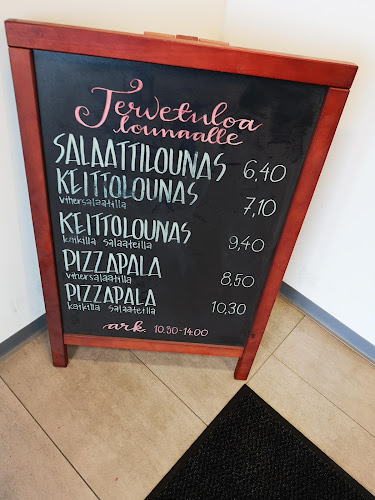 Tervetuloa
lounaalle
SALAATTILOUNAS 6,40
KEITTOLOUNAS
vihersalaatilla 7,10
KEITTOLOUNAS
kaikilla salaateilla 9,40
PIZZAPALA
vihersalaatilla 8,50
PIZZAPALA
kaikilla salaateilla 10,30
ark. 10.30-14.00